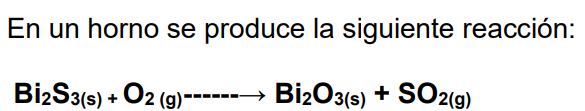 En un horno se produce la siguiente reacción:
Bi₂S₃(s) + O₂ (g)------→ Bi₂O₃(s) + SO₂(g)